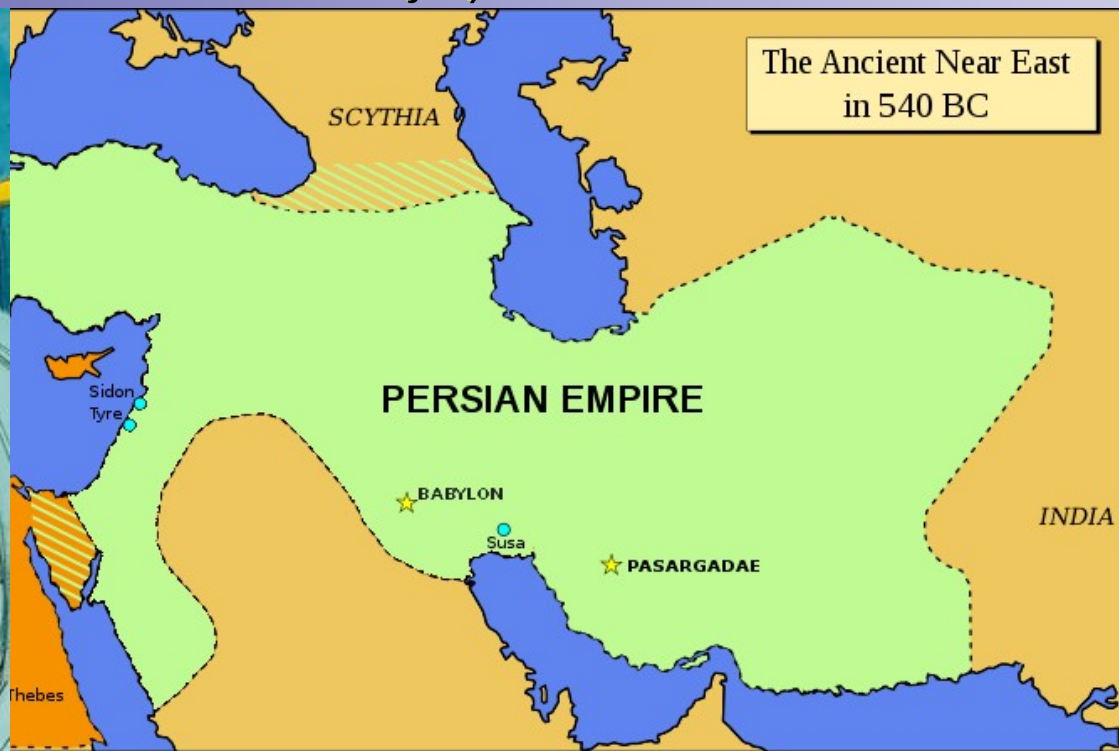 The Ancient Near East
in 540 BC
SCYTHIA
PERSIAN EMPIRE
Sidon
Tyre
BABYLON
Susa
PASARGADAE
INDIA
Thebes